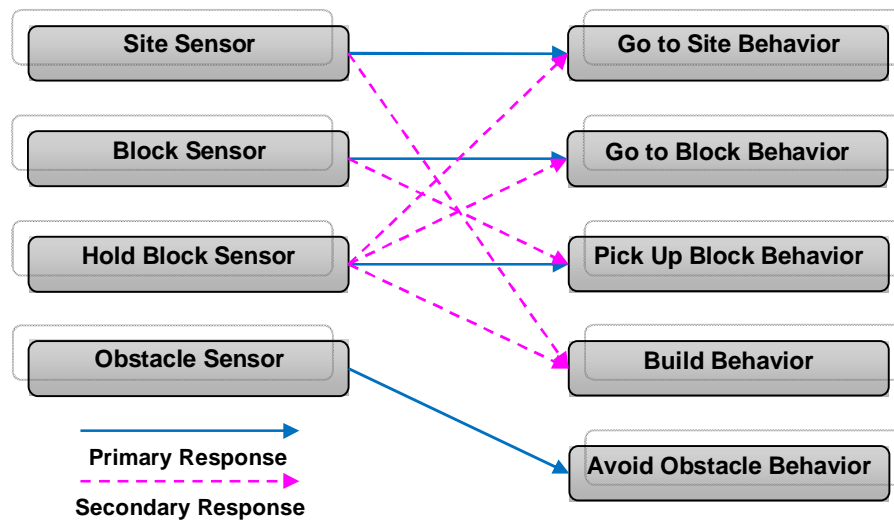 Site Sensor
Go to Site Behavior
Block Sensor
Go to Block Behavior
Hold Block Sensor
Pick Up Block Behavior
Obstacle Sensor
Build Behavior
Primary Response
Avoid Obstacle Behavior
Secondary Response